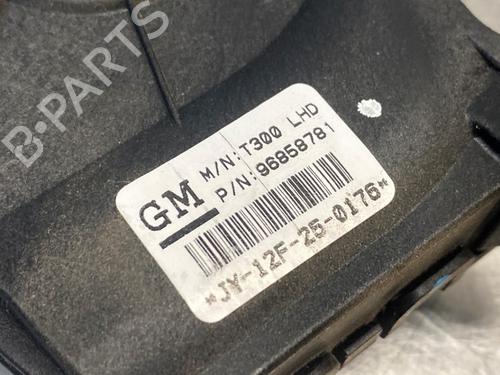 B-PARTS
GM
M/N: T300 LHD
P/N: 96858781
*JY-12F-25-0176*